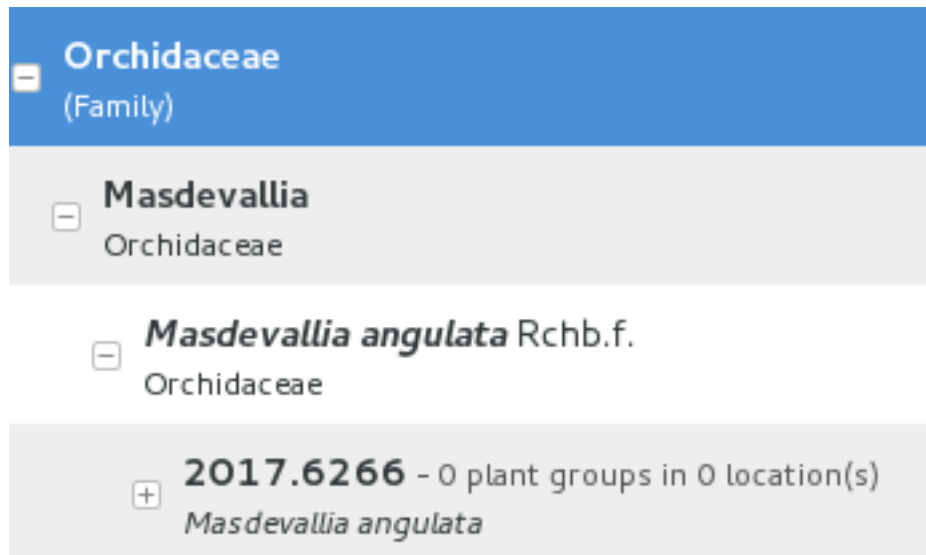 Orchidaceae
(Family)
Masdevallia
Orchidaceae
Masdevallia angulata Rchb.f.
Orchidaceae
2017.6266 - 0 plant groups in 0 location(s)
Masdevallia angulata